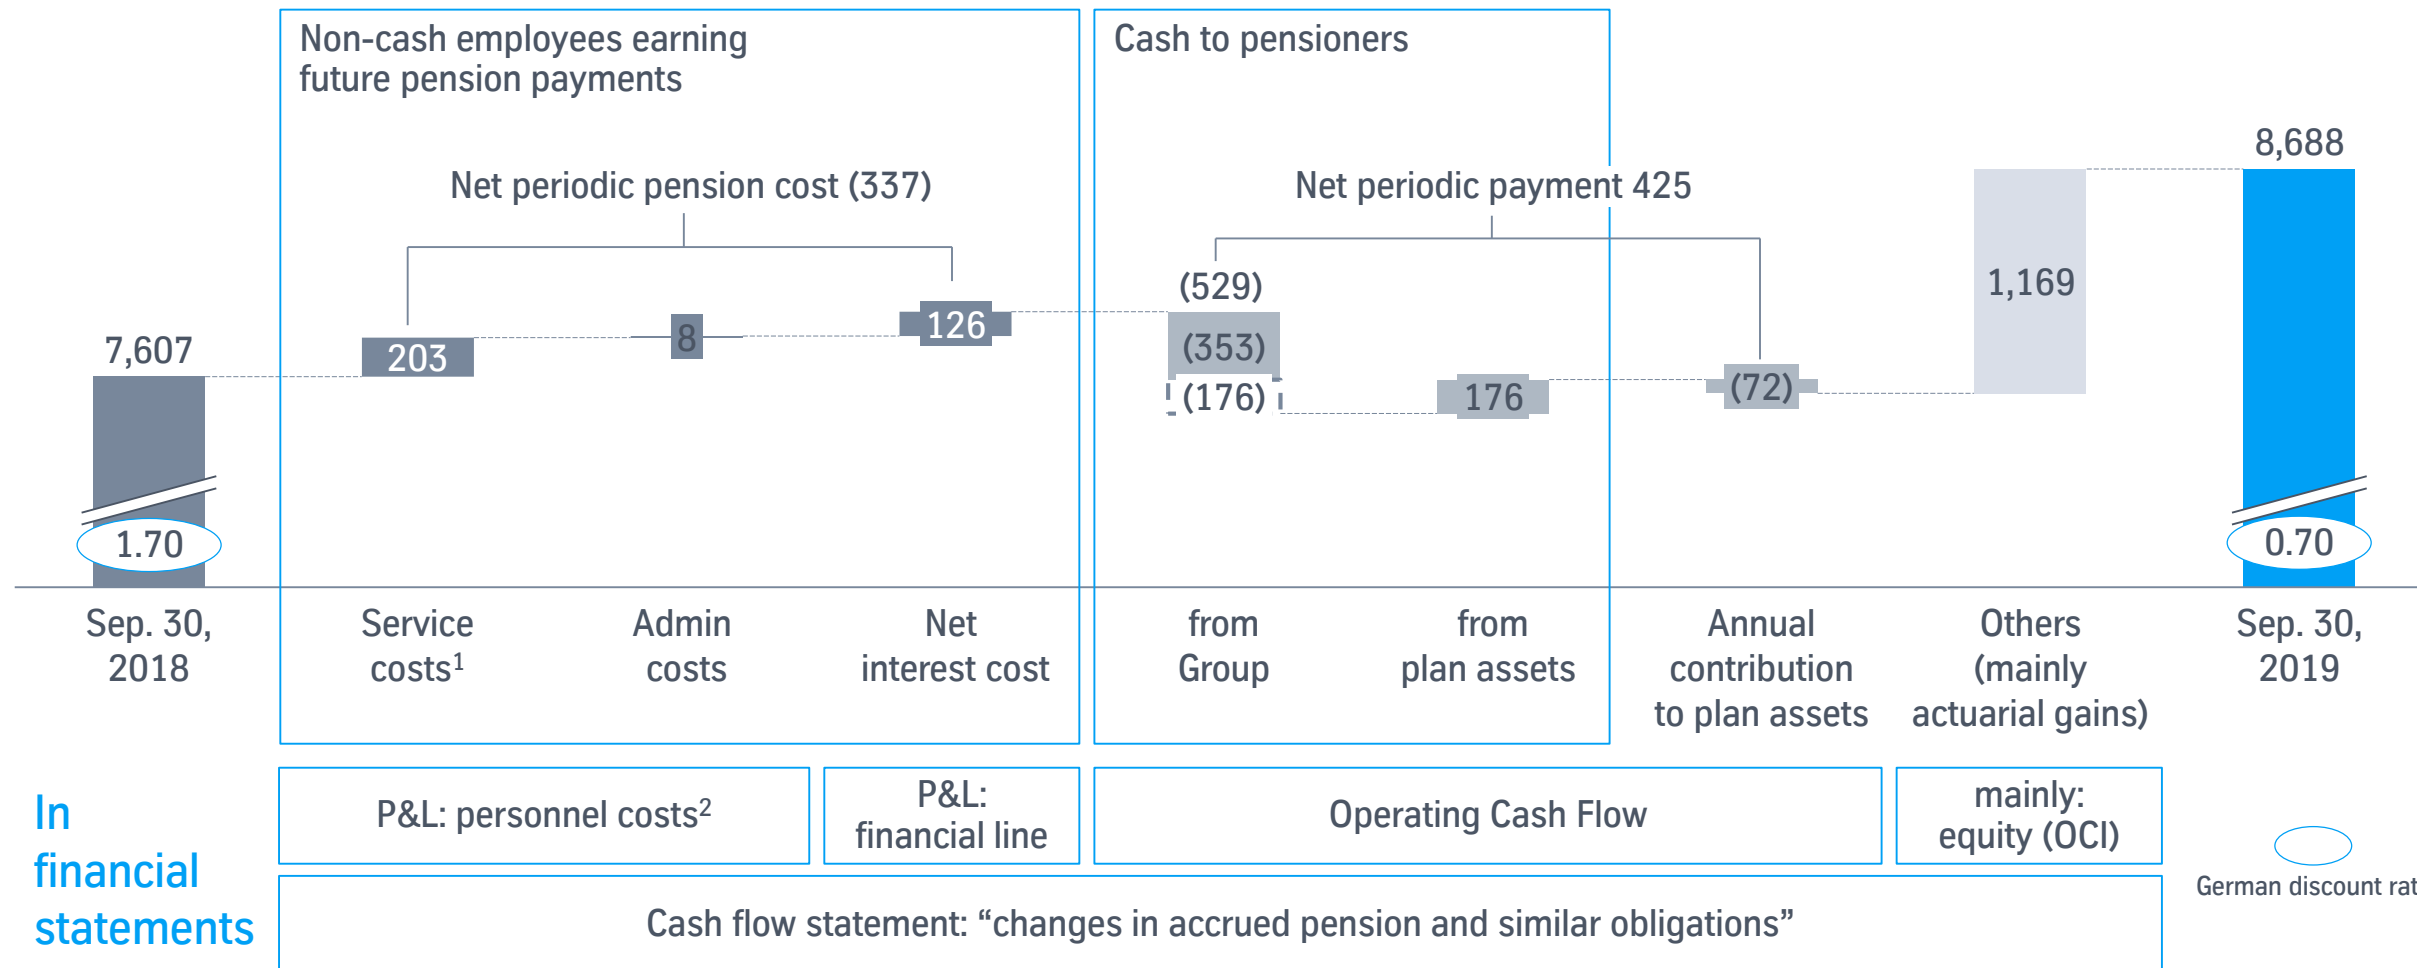 Non-cash employees earning
future pension payments
Cash to pensioners
Net periodic pension cost (337)
Net periodic payment 425
7,607
203
8
126
(529)
(353)
(176)
176
(72)
1,169
8,688
1.70
0.70
Sep. 30,
2018
Service
costs1
Admin
costs
Net
interest cost
from
Group
from
plan assets
Annual
contribution
to plan assets
Others
(mainly
actuarial gains)
Sep. 30,
2019
In
financial
statements
P&L: personnel costs2
P&L:
financial line
Operating Cash Flow
mainly:
equity (OCI)
German discount rat
Cash flow statement: “changes in accrued pension and similar obligations”